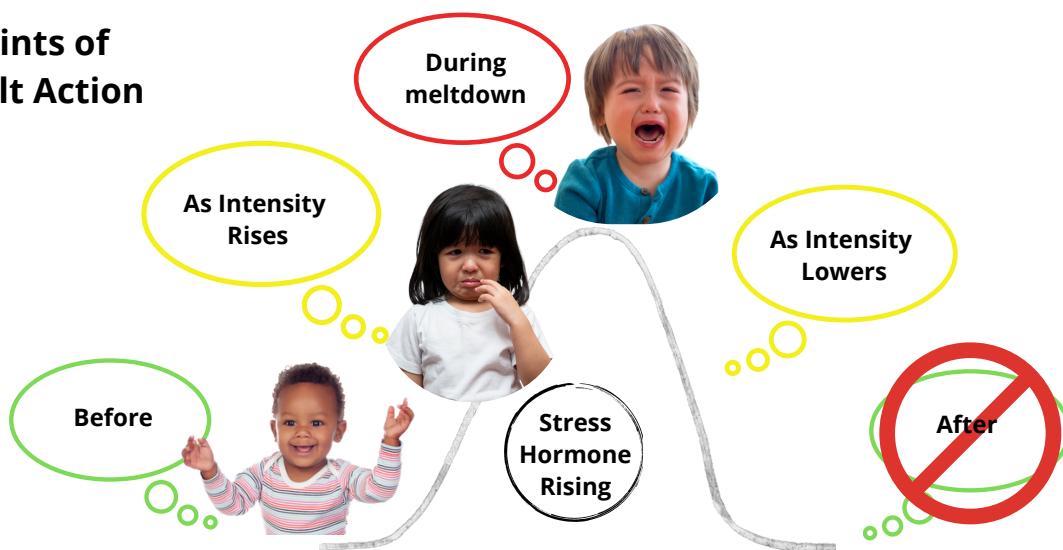 ints of
lt Action
During
meltdown
As Intensity
Rises
As Intensity
Lowers
Before
Stress
Hormone
Rising
After